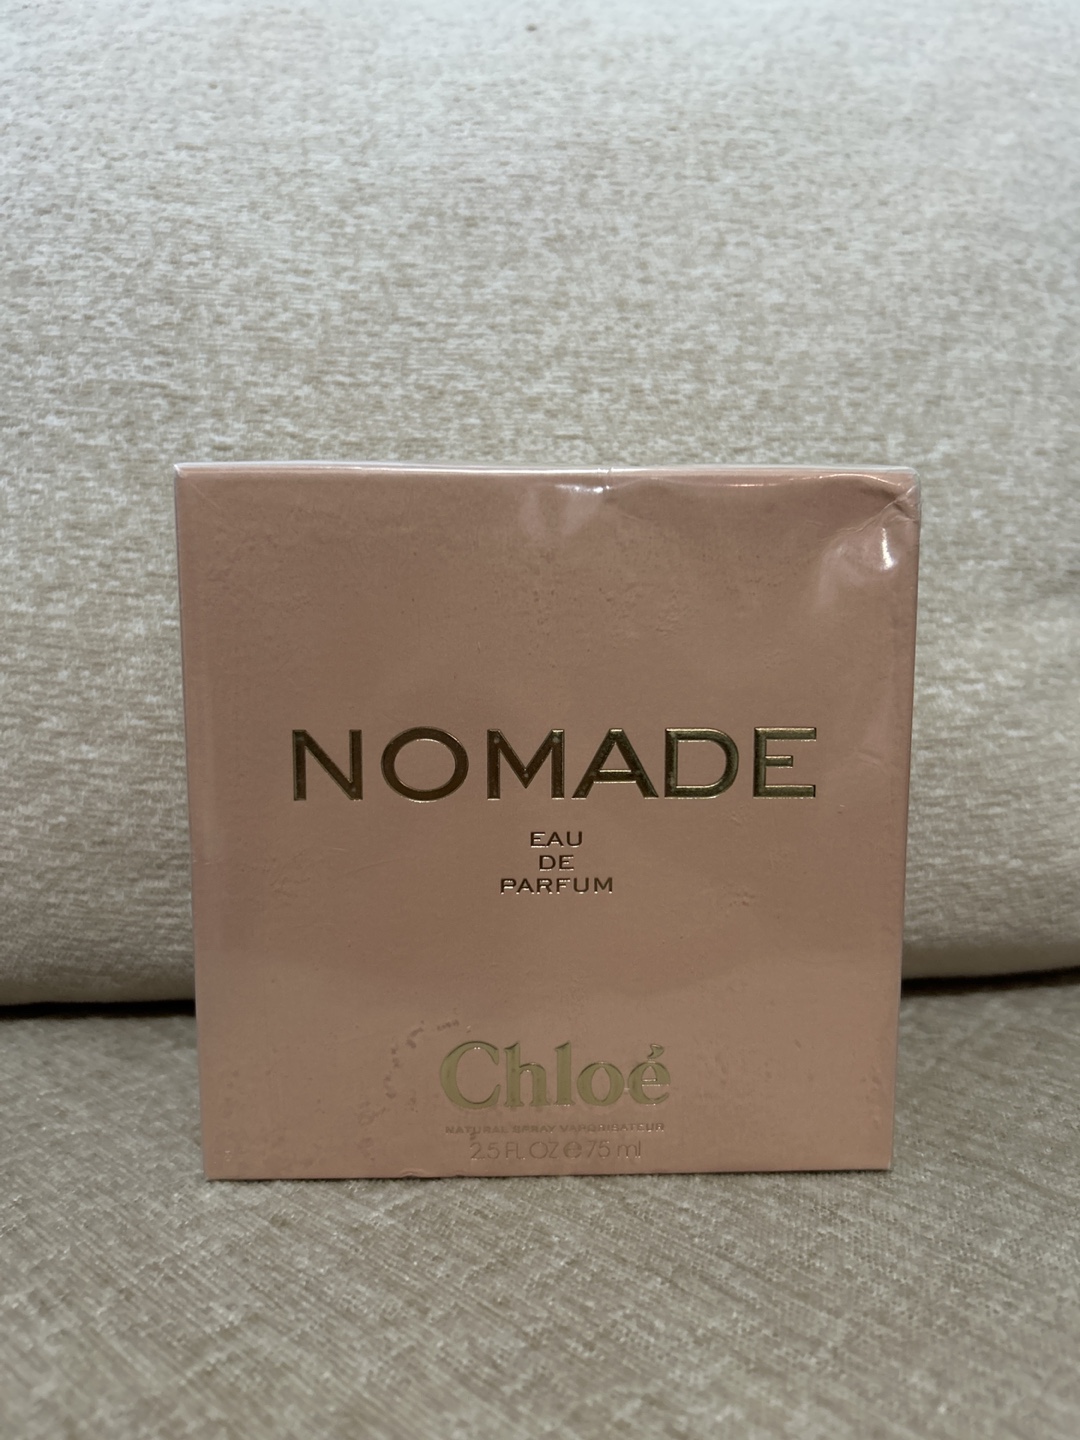 NOMADE
EAU
DE
PARFUM
Chloé
NATURAL SPRAY VAPORISATEUR
2.5 FL. OZ ℮ 75 ml